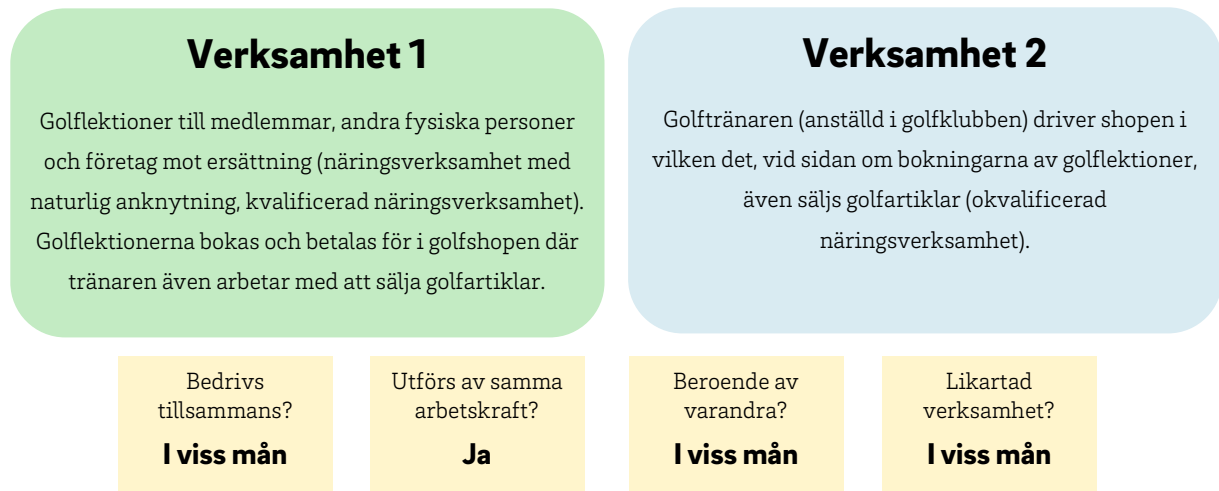 Verksamhet 1
Golflektioner till medlemmar, andra fysiska personer
och företag mot ersättning (näringsverksamhet med
naturlig anknytning, kvalificerad näringsverksamhet).
Golflektionerna bokas och betalas för i golfshopen där
tränaren även arbetar med att sälja golfartiklar.
Verksamhet 2
Golftränaren (anställd i golfklubben) driver shopen i
vilken det, vid sidan om bokningarna av golflektioner,
även säljs golfartiklar (okvalificerad
näringsverksamhet).
Bedrivs
tillsammans?
I viss mån
Utförs av samma
arbetskraft?
Ja
Beroende av
varandra?
I viss mån
Likartad
verksamhet?
I viss mån